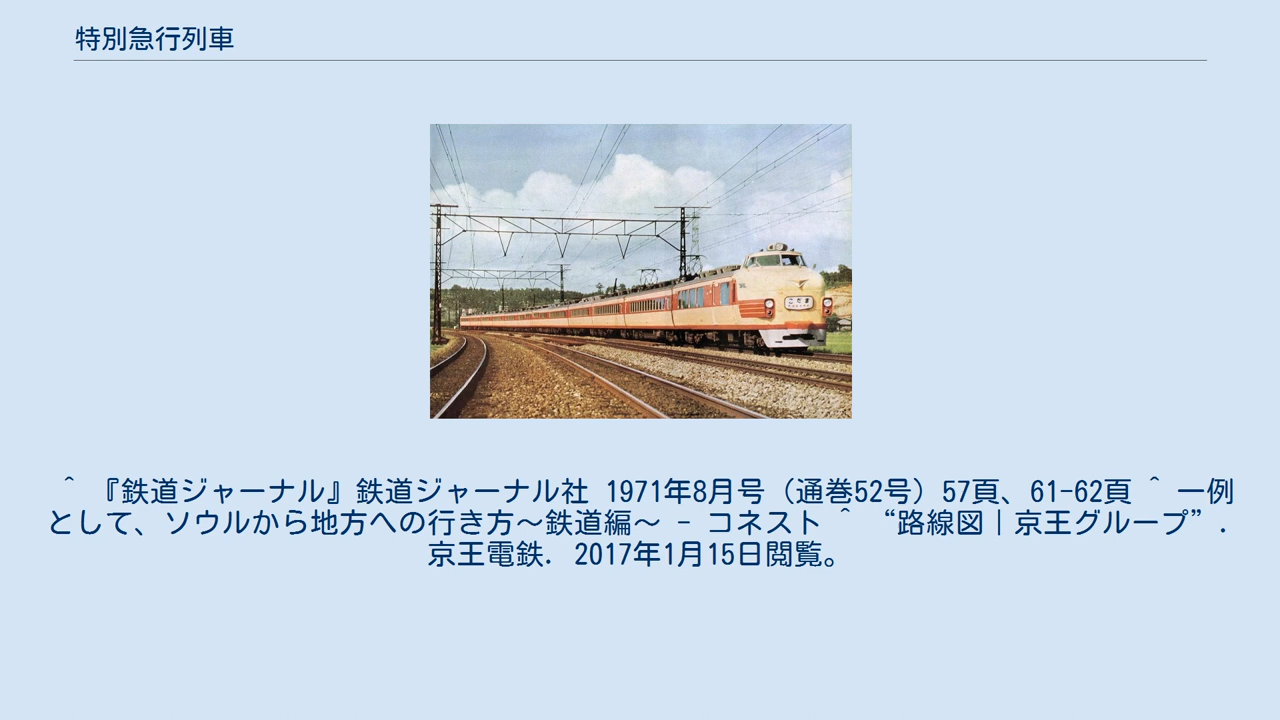 特別急行列車
＾ 『鉄道ジャーナル』鉄道ジャーナル社 1971年8月号（通巻52号）57頁、61-62頁 ＾ 一例
として、ソウルから地方への行き方～鉄道編～ - コネスト ＾ “路線図｜京王グループ”.
京王電鉄. 2017年1月15日閲覧。